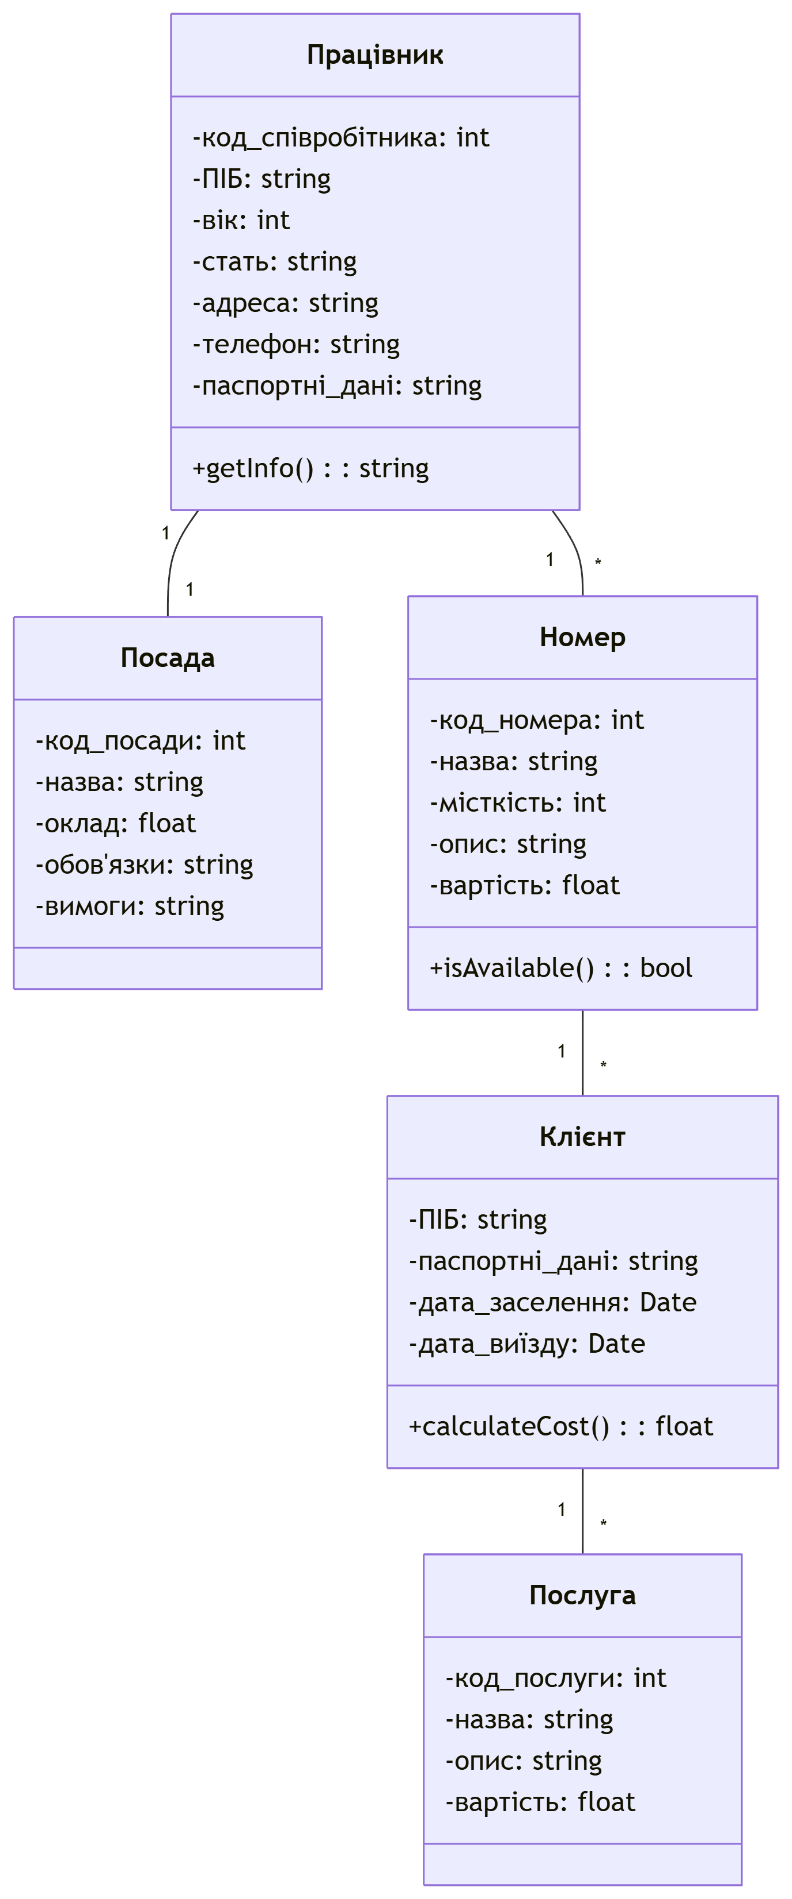 Працівник
-код_співробітника: int
-ПІБ: string
-вік: int
-стать: string
-адреса: string
-телефон: string
-паспортні_дані: string
+getInfo() : : string
1
1
1
*
Посада
-код_посади: int
-назва: string
-оклад: float
-обов'язки: string
-вимоги: string
Номер
-код_номера: int
-назва: string
-місткість: int
-опис: string
-вартість: float
+isAvailable() : : bool
1
*
Клієнт
-ПІБ: string
-паспортні_дані: string
-дата_заселення: Date
-дата_виїзду: Date
+calculateCost() : : float
1
*
Послуга
-код_послуги: int
-назва: string
-опис: string
-вартість: float